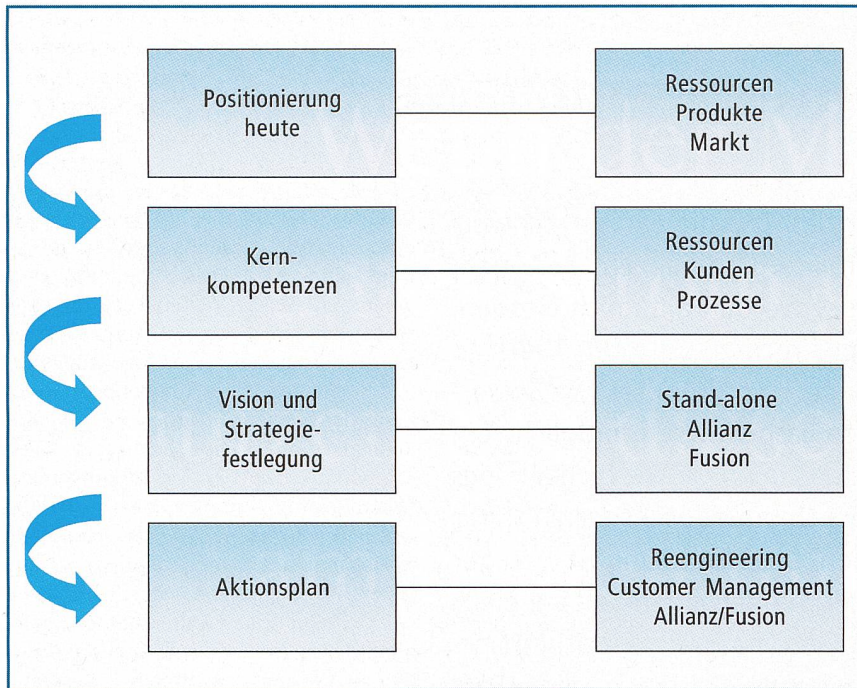 Positionierung
heute
Ressourcen
Produkte
Markt
Kern-
kompetenzen
Ressourcen
Kunden
Prozesse
Vision und
Strategie-
festlegung
Stand-alone
Allianz
Fusion
Aktionsplan
Reengineering
Customer Management
Allianz/Fusion